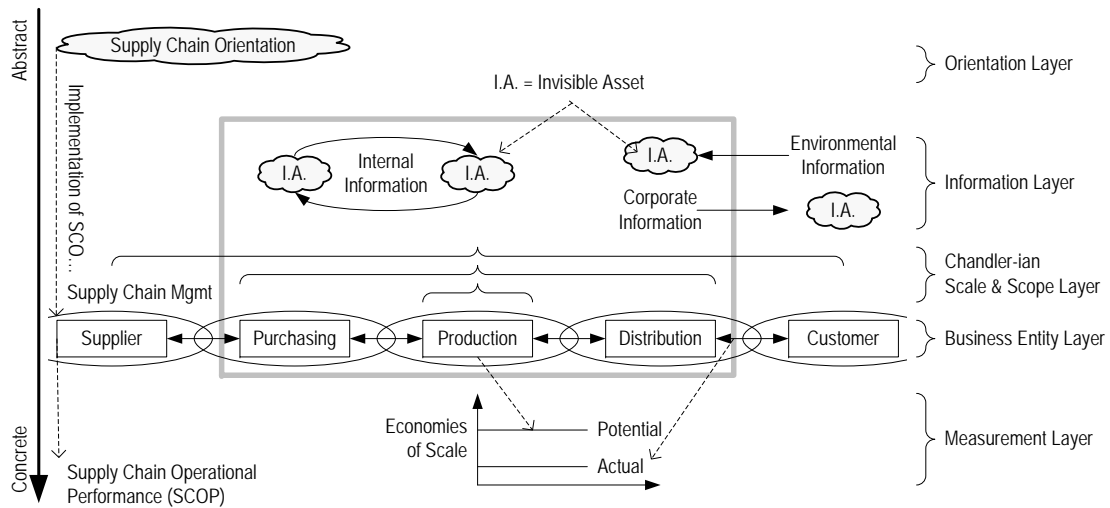 Abstract
Supply Chain Orientation
Orientation Layer
I.A. = Invisible Asset
Implementation of SCO…
I.A.
Internal
Information
I.A.
I.A.
Environmental
Information
Corporate
Information
I.A.
Information Layer
Chandler-ian
Scale & Scope Layer
Supply Chain Mgmt
Supplier
Purchasing
Production
Distribution
Customer
Business Entity Layer
Economies
of Scale
Potential
Actual
Measurement Layer
Concrete
Supply Chain Operational
Performance (SCOP)